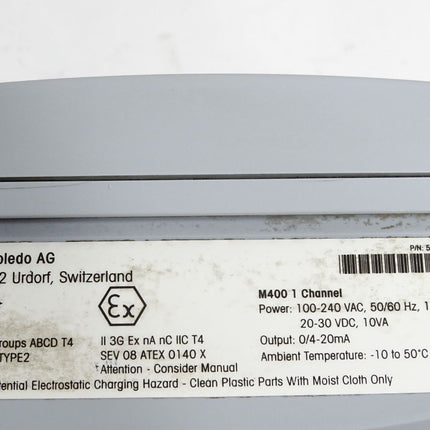 oledo AG
2 Urdorf, Switzerland
P/N: 5
Ex
M400 1 Channel
Power: 100-240 VAC, 50/60 Hz, 1
20-30 VDC, 10VA
roups ABCD T4
TYPE2
II 3G Ex nA nC IIC T4
SEV 08 ATEX 0140 X
Attention - Consider Manual
Output: 0/4-20mA
Ambient Temperature: -10 to 50°C
tential Electrostatic Charging Hazard - Clean Plastic Parts With Moist Cloth Only